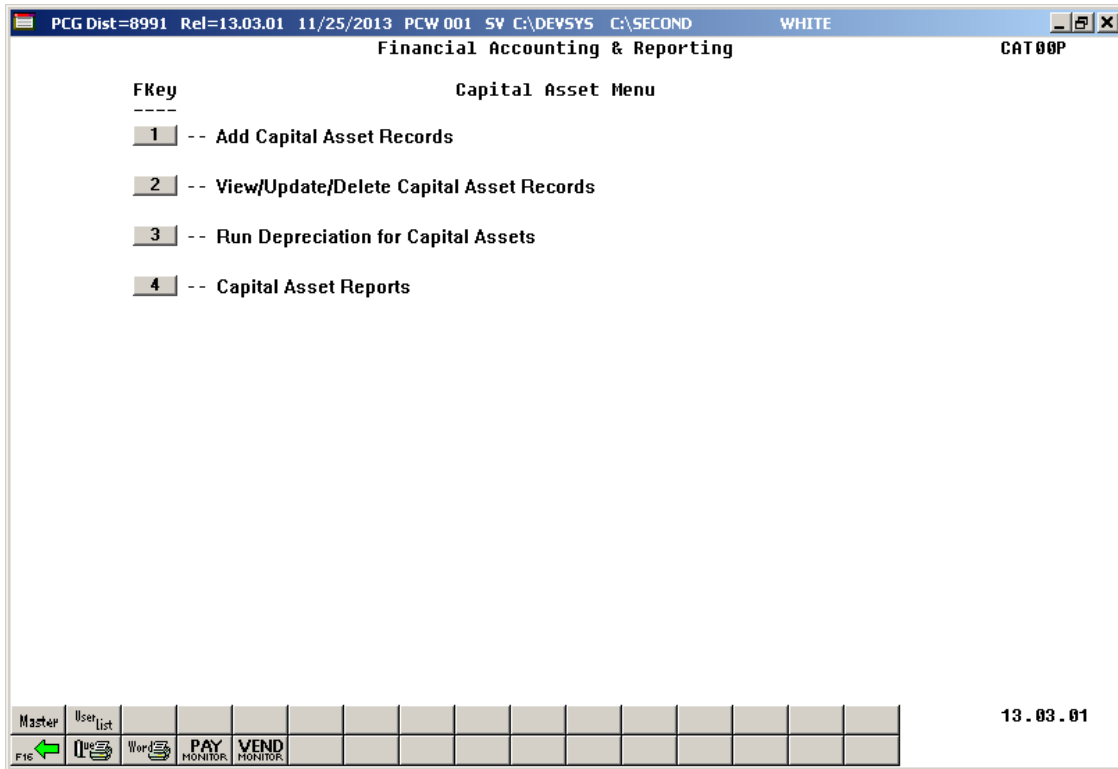 PCG Dist=8991 Rel=13.03.01 11/25/2013 PCW 001 SV C:\DEVSYS C:\SECOND WHITE
Financial Accounting & Reporting CAT00P
FKey Capital Asset Menu
----
1 -- Add Capital Asset Records
2 -- View/Update/Delete Capital Asset Records
3 -- Run Depreciation for Capital Assets
4 -- Capital Asset Reports
Master User List 13.03.01
F16 Que Word PAY MONITOR VEND MONITOR